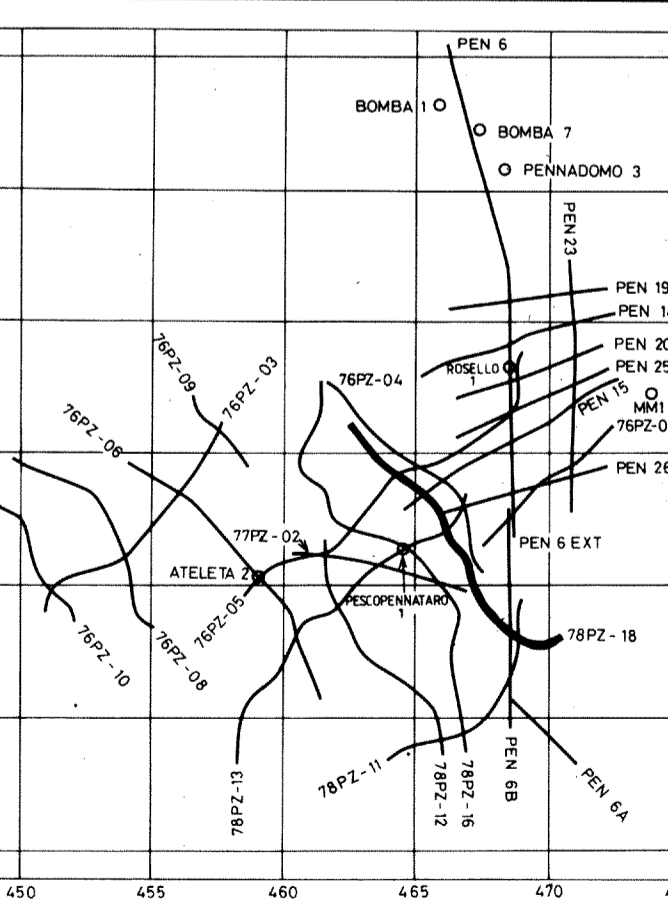 PEN 6
BOMBA 1
BOMBA 7
PENNADOMO 3
PEN 23
PEN 19
PEN 1
PEN 20
ROSELLO
1
PEN 25
76PZ-09
76PZ-03
76PZ-04
PEN 15
MM1
76PZ-06
76PZ-0
PEN 26
77PZ-02
PEN 6 EXT
ATELETA 2
PESCOPENNATARO
1
76PZ-05
78PZ-18
76PZ-10
76PZ-08
78PZ-13
78PZ-11
78PZ-12
78PZ-16
PEN 6B
PEN 6A
450 455 460 465 470